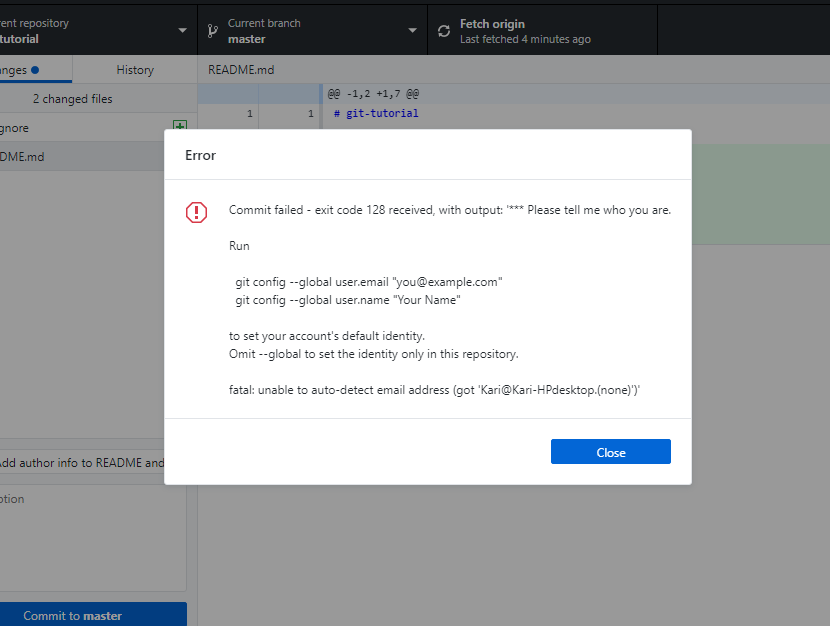 ent repository
tutorial
Current branch
master
Fetch origin
Last fetched 4 minutes ago
nges
History
README.md
2 changed files
@@ -1,2 +1,7 @@
gnore
1 1 # git-tutorial
DME.md
Error
Commit failed - exit code 128 received, with output: '*** Please tell me who you are.
Run
git config --global user.email "you@example.com"
git config --global user.name "Your Name"
to set your account's default identity.
Omit --global to set the identity only in this repository.
fatal: unable to auto-detect email address (got 'Kari@Kari-HPdesktop.(none)')'
Close
Add author info to README and
ption
Commit to master